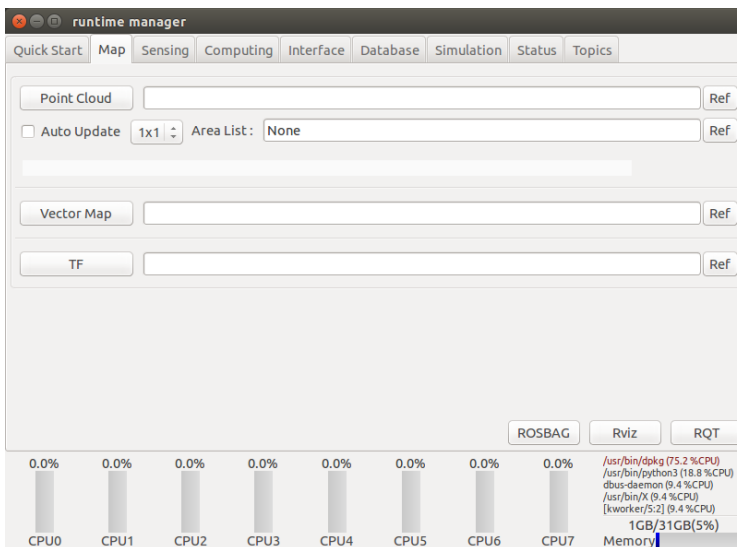 runtime manager
Quick Start Map Sensing Computing Interface Database Simulation Status Topics
Point Cloud Ref
Auto Update 1x1 Area List : None Ref
Vector Map Ref
TF Ref
ROSBAG Rviz RQT
0.0% 0.0% 0.0% 0.0% 0.0% 0.0% 0.0% 0.0%
/usr/bin/dpkg (75.2 %CPU)
/usr/bin/python3 (18.8 %CPU)
dbus-daemon (9.4 %CPU)
/usr/bin/X (9.4 %CPU)
[kworker/5:2] (9.4 %CPU)
1GB/31GB(5%)
CPU0 CPU1 CPU2 CPU3 CPU4 CPU5 CPU6 CPU7 Memory